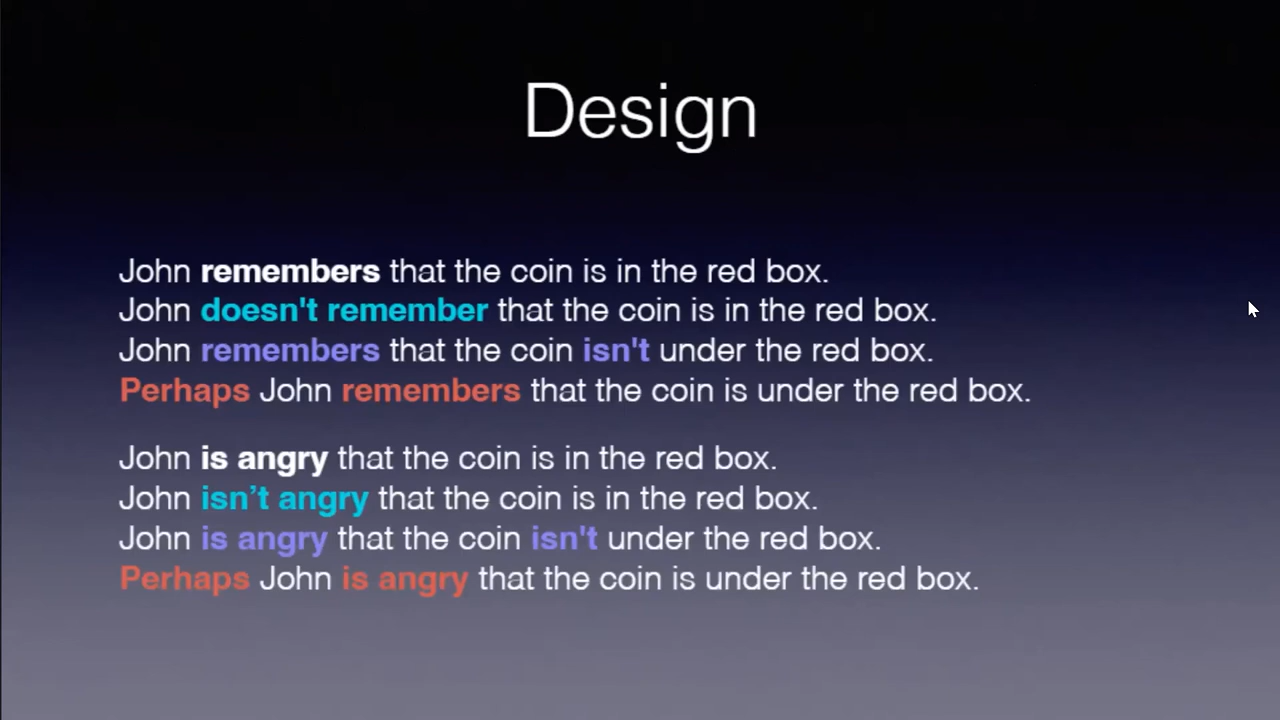 Design
John remembers that the coin is in the red box.
John doesn't remember that the coin is in the red box.
John remembers that the coin isn't under the red box.
Perhaps John remembers that the coin is under the red box.
John is angry that the coin is in the red box.
John isn’t angry that the coin is in the red box.
John is angry that the coin isn't under the red box.
Perhaps John is angry that the coin is under the red box.